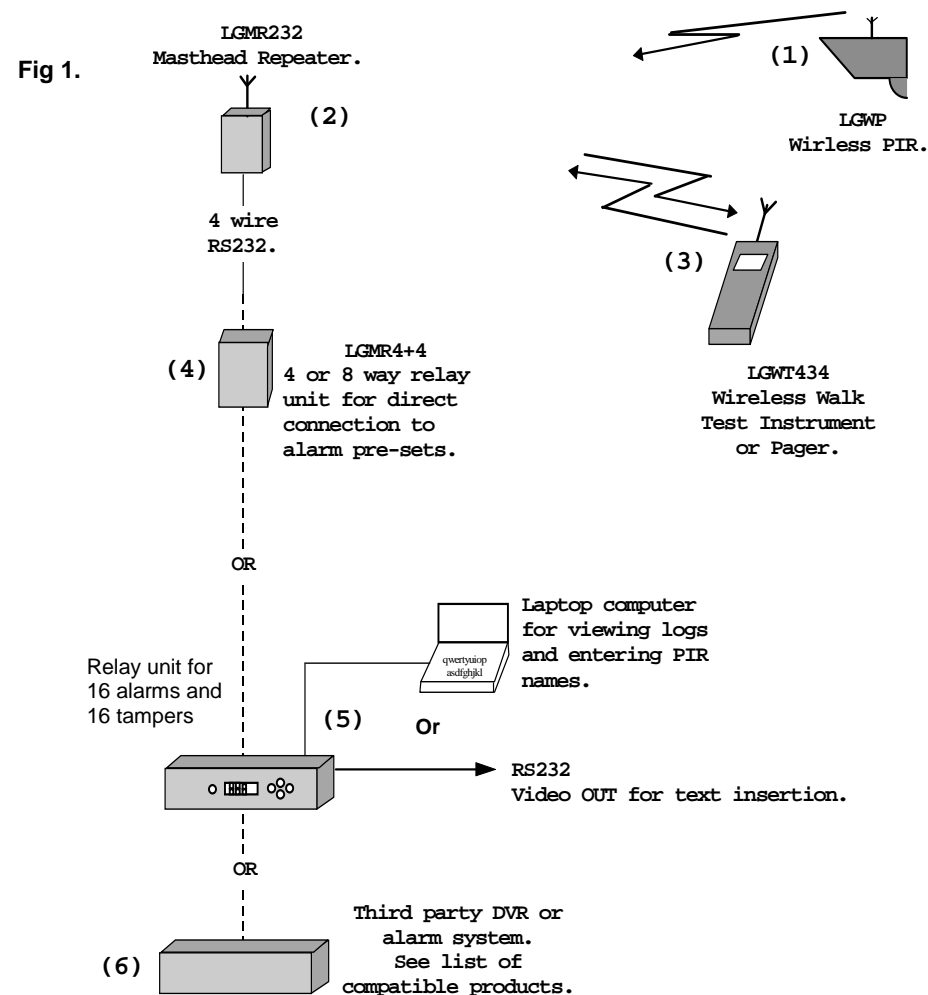 Fig 1.
LGMR232
Masthead Repeater.
(2)
(1)
LGWP
Wirless PIR.
4 wire
RS232.
(3)
LGWT434
Wireless Walk
Test Instrument
or Pager.
(4)
LGMR4+4
4 or 8 way relay
unit for direct
connection to
alarm pre-sets.
OR
Laptop computer
for viewing logs
and entering PIR
names.
qwertyuiop
asdfghjkl
Relay unit for
16 alarms and
16 tampers
(5)
Or
RS232
Video OUT for text insertion.
OR
(6)
Third party DVR or
alarm system.
See list of
compatible products.